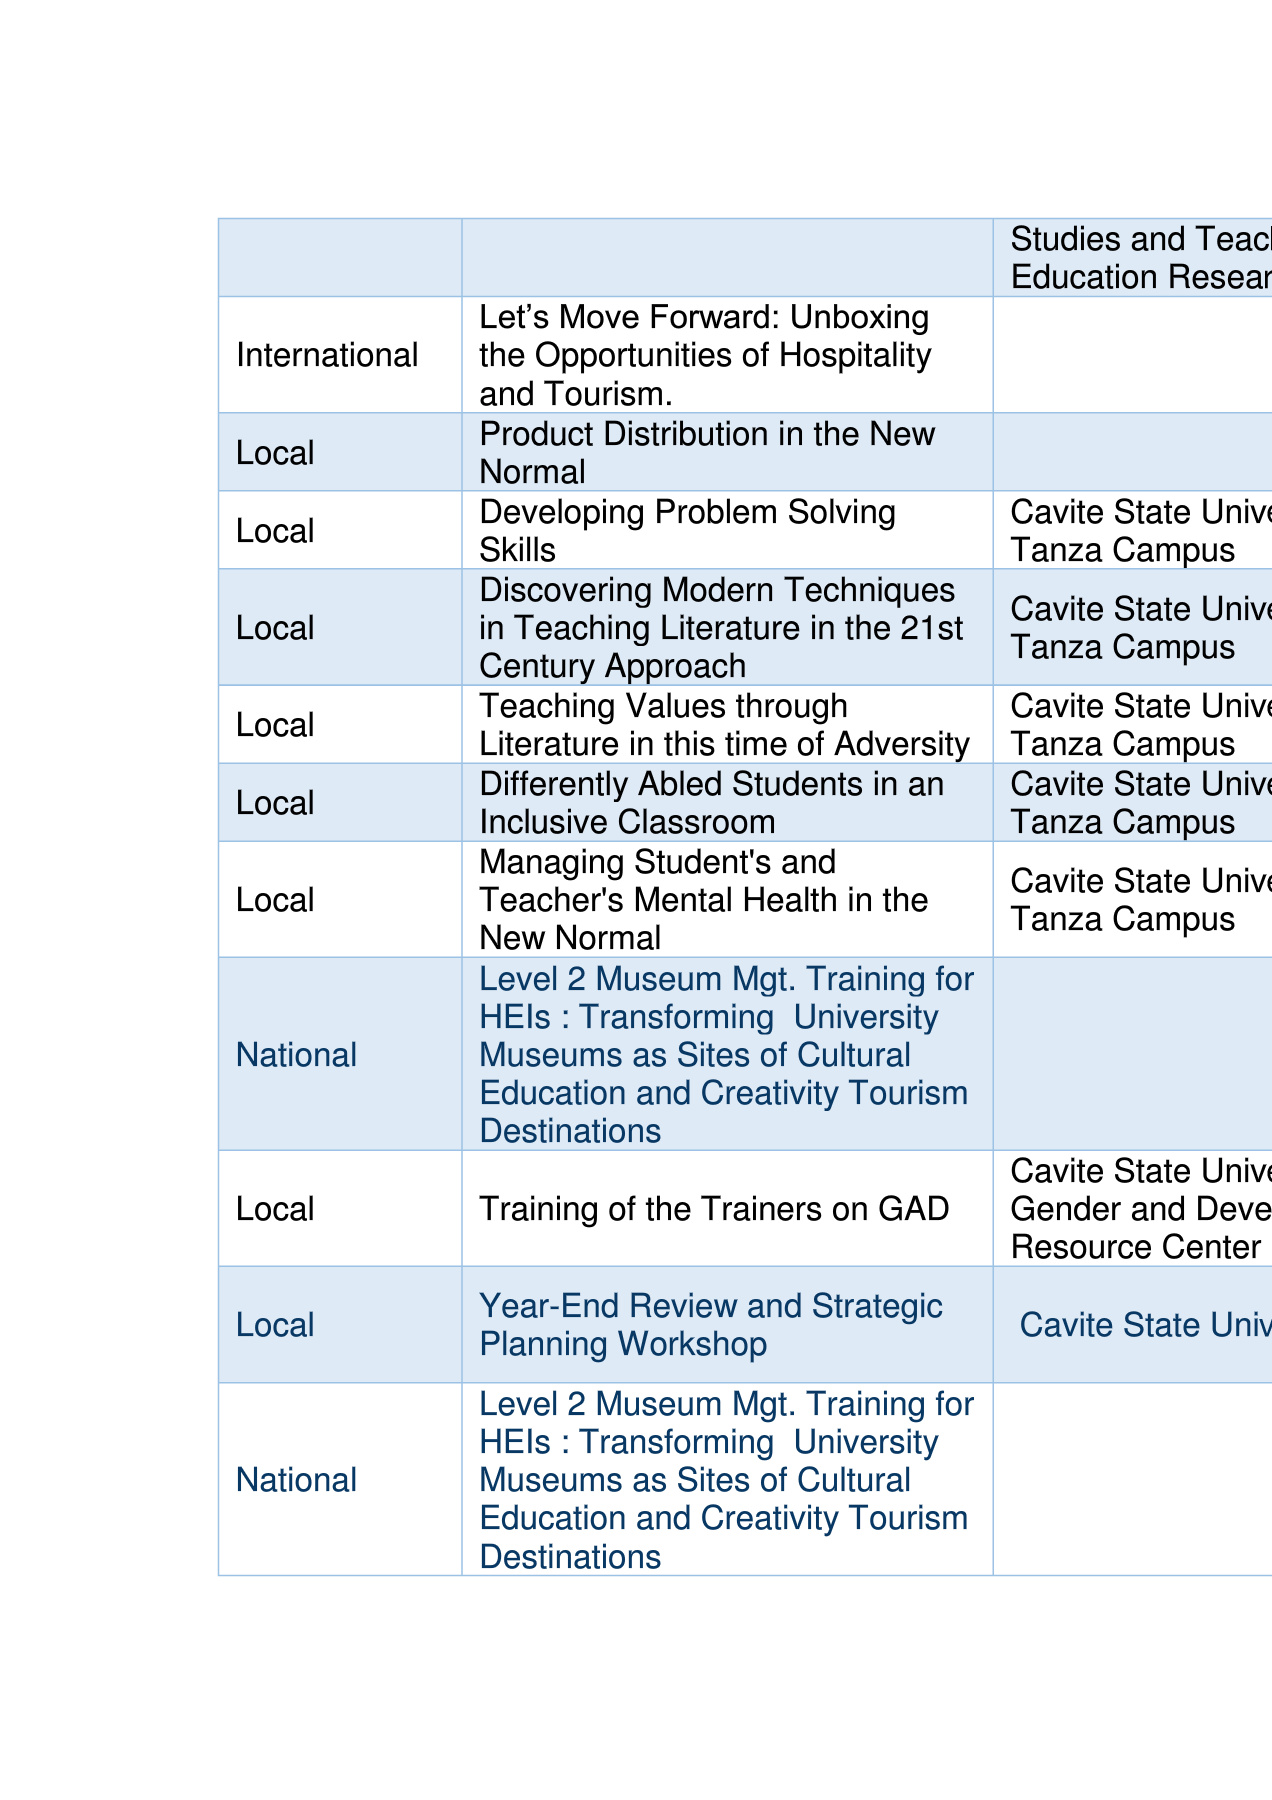 Studies and Teac
Education Resear
International
Let’s Move Forward: Unboxing
the Opportunities of Hospitality
and Tourism.
Local
Product Distribution in the New
Normal
Local
Developing Problem Solving
Skills
Cavite State Unive
Tanza Campus
Local
Discovering Modern Techniques
in Teaching Literature in the 21st
Century Approach
Cavite State Unive
Tanza Campus
Local
Teaching Values through
Literature in this time of Adversity
Cavite State Unive
Tanza Campus
Local
Differently Abled Students in an
Inclusive Classroom
Cavite State Unive
Tanza Campus
Local
Managing Student's and
Teacher's Mental Health in the
New Normal
Cavite State Unive
Tanza Campus
National
Level 2 Museum Mgt. Training for
HEIs : Transforming  University
Museums as Sites of Cultural
Education and Creativity Tourism
Destinations
Local
Training of the Trainers on GAD
Cavite State Unive
Gender and Deve
Resource Center
Local
Year-End Review and Strategic
Planning Workshop
Cavite State Univ
National
Level 2 Museum Mgt. Training for
HEIs : Transforming  University
Museums as Sites of Cultural
Education and Creativity Tourism
Destinations